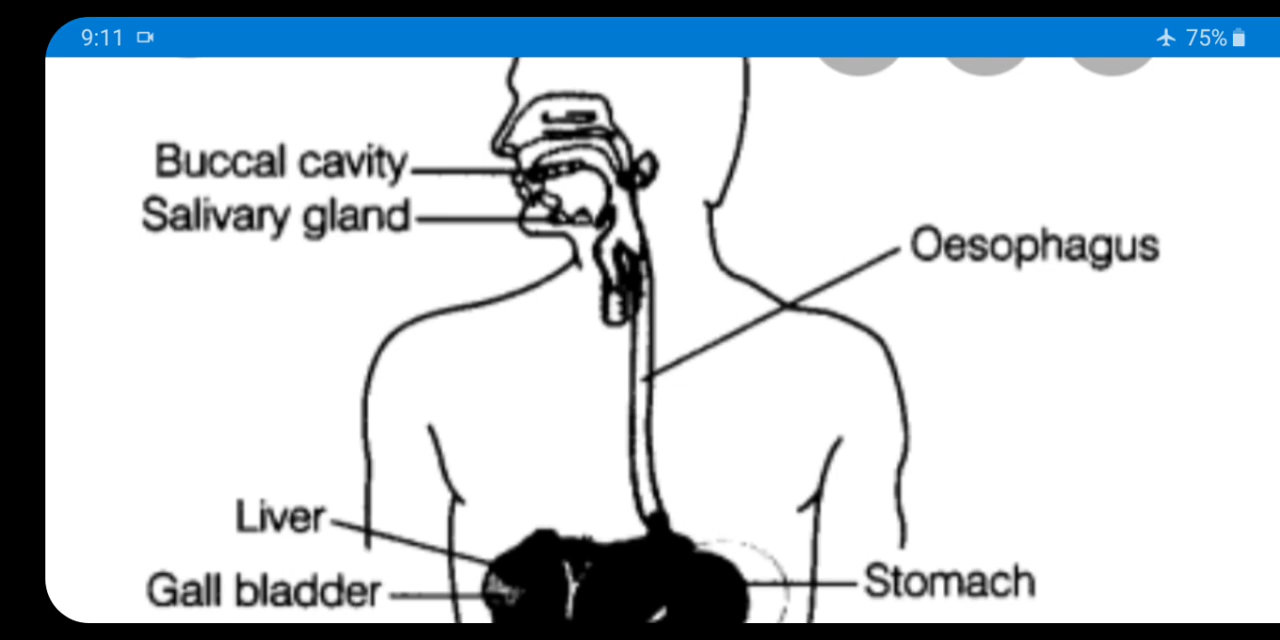 9:11
75%
Buccal cavity
Salivary gland
Oesophagus
Liver
Gall bladder
Stomach